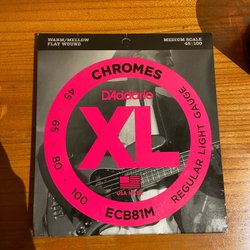 WARM/MELLOW
FLAT WOUND
MEDIUM SCALE
45/100
CHROMES
D'Addario
XL
45 · 65 · 80 · 100
USA MADE
REGULAR LIGHT GAUGE
ECB81M